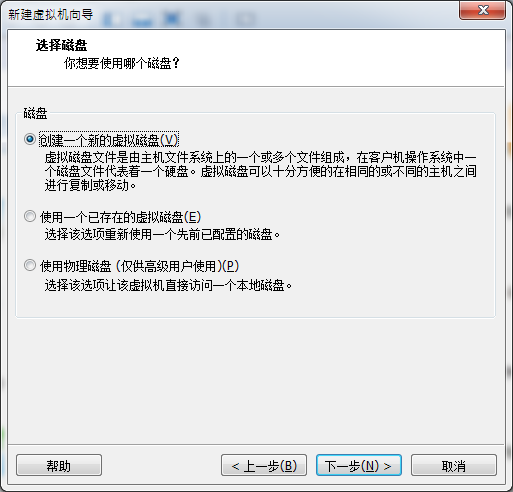 新建虚拟机向导
选择磁盘
你想要使用哪个磁盘？
磁盘
创建一个新的虚拟磁盘(V)
虚拟磁盘文件是由主机文件系统上的一个或多个文件组成，在客户机操作系统中一
个磁盘文件代表着一个硬盘。虚拟磁盘可以十分方便的在相同的或不同的主机之间
进行复制或移动。
使用一个已存在的虚拟磁盘(E)
选择该选项重新使用一个先前已配置的磁盘。
使用物理磁盘 (仅供高级用户使用)(P)
选择该选项让该虚拟机直接访问一个本地磁盘。
帮助
< 上一步(B)
下一步(N) >
取消